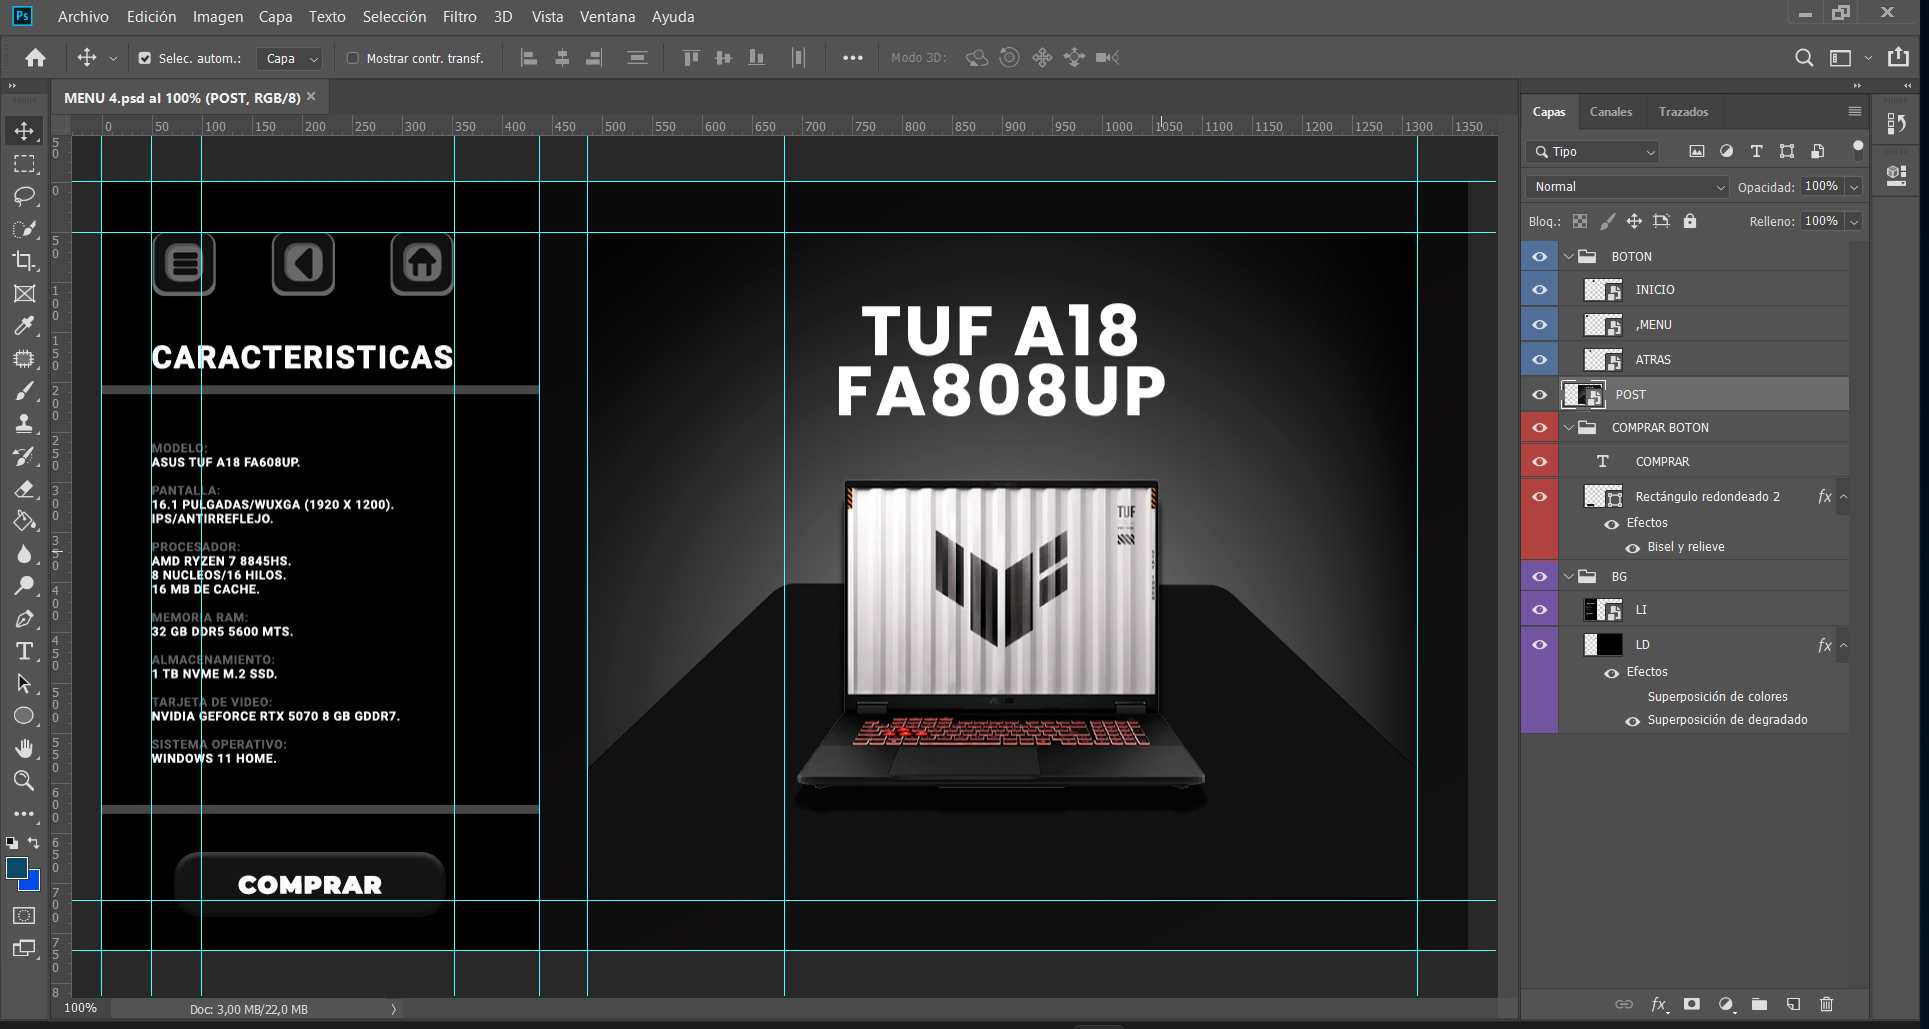 Ps
Archivo Edición Imagen Capa Texto Selección Filtro 3D Vista Ventana Ayuda
Selec. autom.: Capa Mostrar contr. transf. Modo 3D:
MENU 4.psd al 100% (POST, RGB/8)
0 50 100 150 200 250 300 350 400 450 500 550 600 650 700 750 800 850 900 950 1000 1050 1100 1150 1200 1250 1300 1350
CARACTERISTICAS
MODELO:
ASUS TUF A18 FA608UP.
PANTALLA:
16.1 PULGADAS/WUXGA (1920 X 1200).
IPS/ANTIRREFLEJO.
PROCESADOR:
AMD RYZEN 7 8845HS.
8 NUCLEOS/16 HILOS.
16 MB DE CACHE.
MEMORIA RAM:
32 GB DDR5 5600 MTS.
ALMACENAMIENTO:
1 TB NVME M.2 SSD.
TARJETA DE VIDEO:
NVIDIA GEFORCE RTX 5070 8 GB GDDR7.
SISTEMA OPERATIVO:
WINDOWS 11 HOME.
COMPRAR
TUF A18
FA808UP
TUF
100%
Doc: 3,00 MB/22,0 MB
Capas Canales Trazados
Tipo
Normal Opacidad: 100%
Bloq.: Relleno: 100%
BOTON
INICIO
,MENU
ATRAS
POST
COMPRAR BOTON
COMPRAR
Rectángulo redondeado 2 fx
Efectos
Bisel y relieve
BG
LI
LD fx
Efectos
Superposición de colores
Superposición de degradado
fx